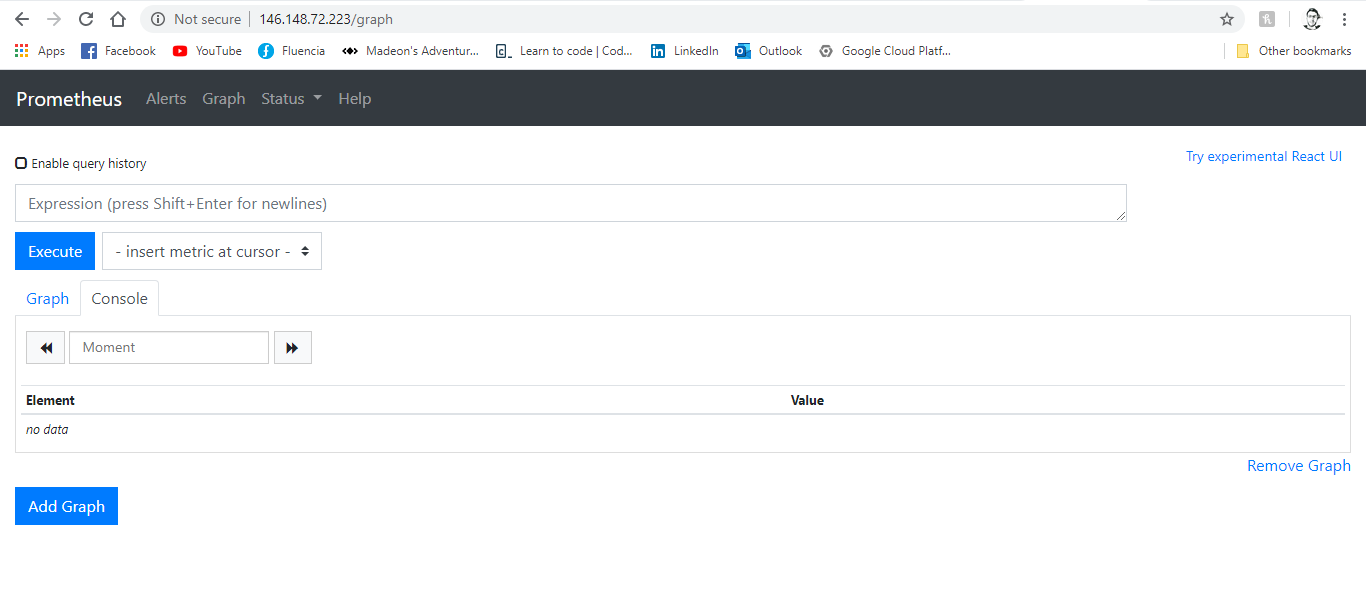 Not secure 146.148.72.223/graph
Apps Facebook YouTube Fluencia Madeon's Adventur... Learn to code | Cod... LinkedIn Outlook Google Cloud Platf... Other bookmarks
Prometheus Alerts Graph Status Help
Enable query history Try experimental React UI
Expression (press Shift+Enter for newlines)
Execute - insert metric at cursor -
Graph Console
Moment
Element Value
no data
Remove Graph
Add Graph